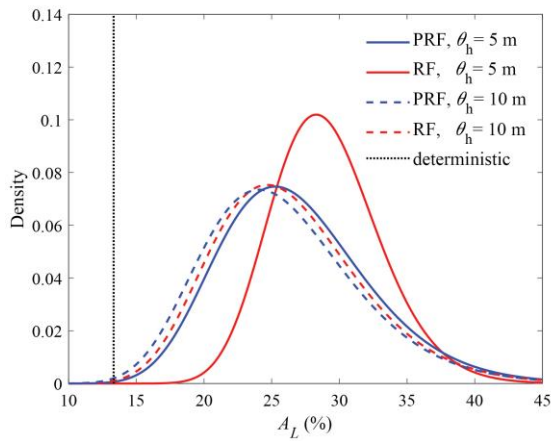 0.14
0.12
0.1
0.08
0.06
0.04
0.02
0
Density
PRF, θh = 5 m
RF, θh = 5 m
PRF, θh = 10 m
RF, θh = 10 m
deterministic
10 15 20 25 30 35 40 45
AL (%)